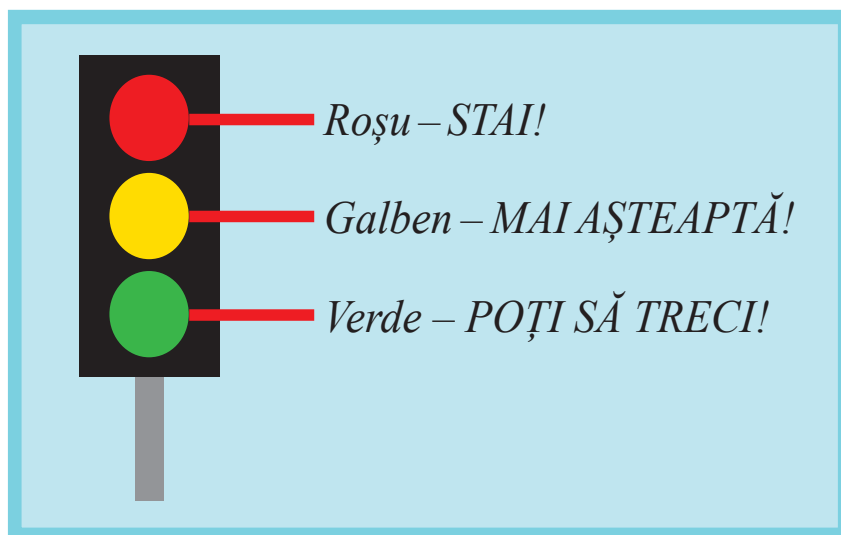 Roșu – STAI!
Galben – MAI AȘTEAPTĂ!
Verde – POȚI SĂ TRECI!